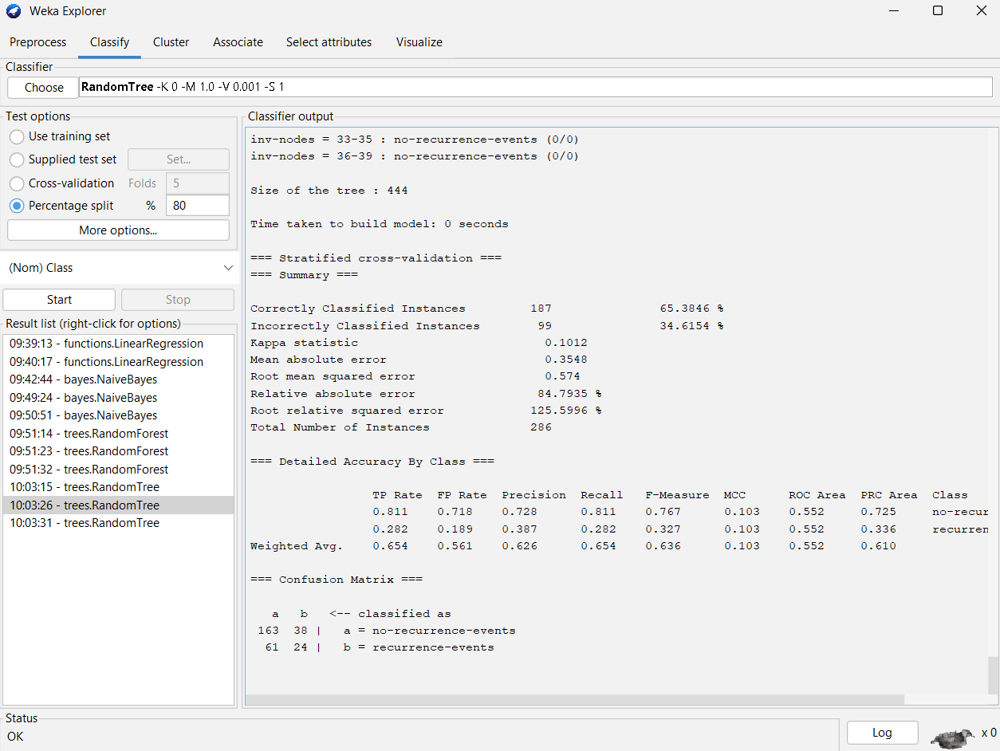 Weka Explorer
Preprocess Classify Cluster Associate Select attributes Visualize
Classifier
Choose RandomTree -K 0 -M 1.0 -V 0.001 -S 1
Test options
Use training set
Supplied test set Set...
Cross-validation Folds 5
Percentage split % 80
More options...
(Nom) Class
Start Stop
Result list (right-click for options)
09:39:13 - functions.LinearRegression
09:40:17 - functions.LinearRegression
09:42:44 - bayes.NaiveBayes
09:49:24 - bayes.NaiveBayes
09:50:51 - bayes.NaiveBayes
09:51:14 - trees.RandomForest
09:51:23 - trees.RandomForest
09:51:32 - trees.RandomForest
10:03:15 - trees.RandomTree
10:03:26 - trees.RandomTree
10:03:31 - trees.RandomTree
Classifier output
inv-nodes = 33-35 : no-recurrence-events (0/0)
inv-nodes = 36-39 : no-recurrence-events (0/0)
Size of the tree : 444
Time taken to build model: 0 seconds
=== Stratified cross-validation ===
=== Summary ===
Correctly Classified Instances 187 65.3846 %
Incorrectly Classified Instances 99 34.6154 %
Kappa statistic 0.1012
Mean absolute error 0.3548
Root mean squared error 0.574
Relative absolute error 84.7935 %
Root relative squared error 125.5996 %
Total Number of Instances 286
=== Detailed Accuracy By Class ===
TP Rate FP Rate Precision Recall F-Measure MCC ROC Area PRC Area Class
0.811 0.718 0.728 0.811 0.767 0.103 0.552 0.725 no-recur
0.282 0.189 0.387 0.282 0.327 0.103 0.552 0.336 recurren
Weighted Avg. 0.654 0.561 0.626 0.654 0.636 0.103 0.552 0.610
=== Confusion Matrix ===
a b <-- classified as
163 38 | a = no-recurrence-events
61 24 | b = recurrence-events
Status
OK
Log
x 0